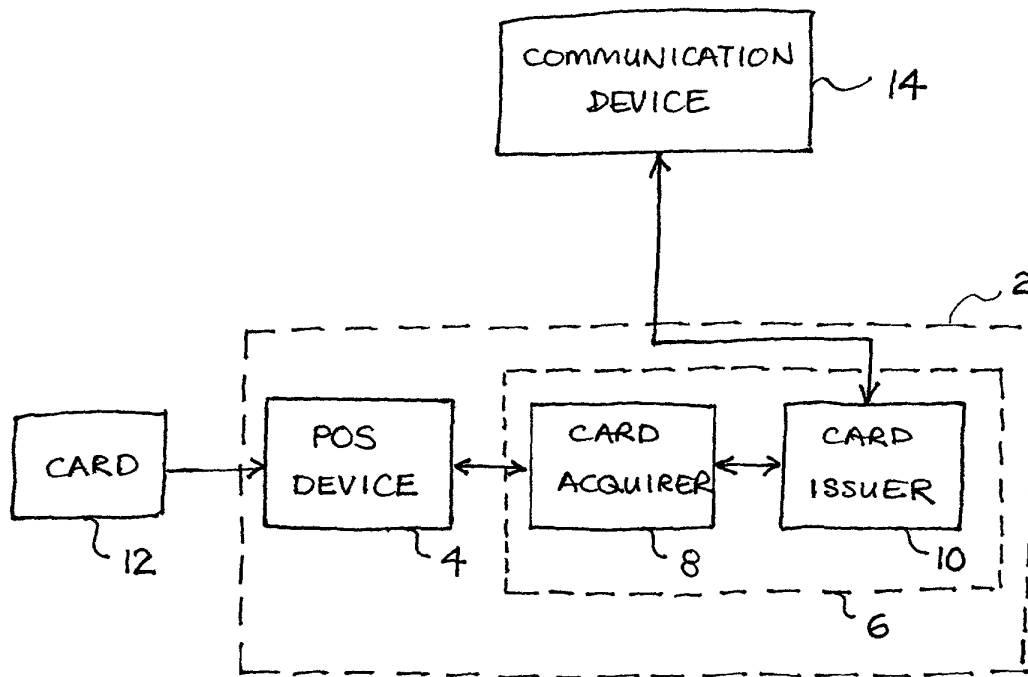 COMMUNICATION
DEVICE
14
2
CARD
12
POS
DEVICE
4
CARD
ACQUIRER
8
CARD
ISSUER
10
6